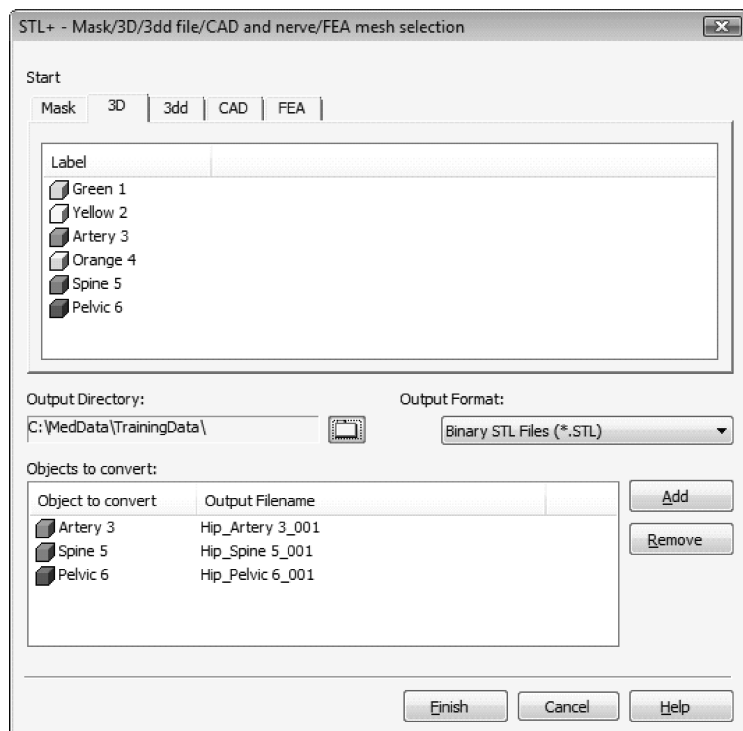 STL+ - Mask/3D/3dd file/CAD and nerve/FEA mesh selection
Start
Mask 3D 3dd CAD FEA
Label
Green 1
Yellow 2
Artery 3
Orange 4
Spine 5
Pelvic 6
Output Directory: Output Format:
C:\MedData\TrainingData\ Binary STL Files (*.STL)
Objects to convert:
Object to convert Output Filename Add
Artery 3 Hip_Artery 3_001
Spine 5 Hip_Spine 5_001 Remove
Pelvic 6 Hip_Pelvic 6_001
Finish Cancel Help